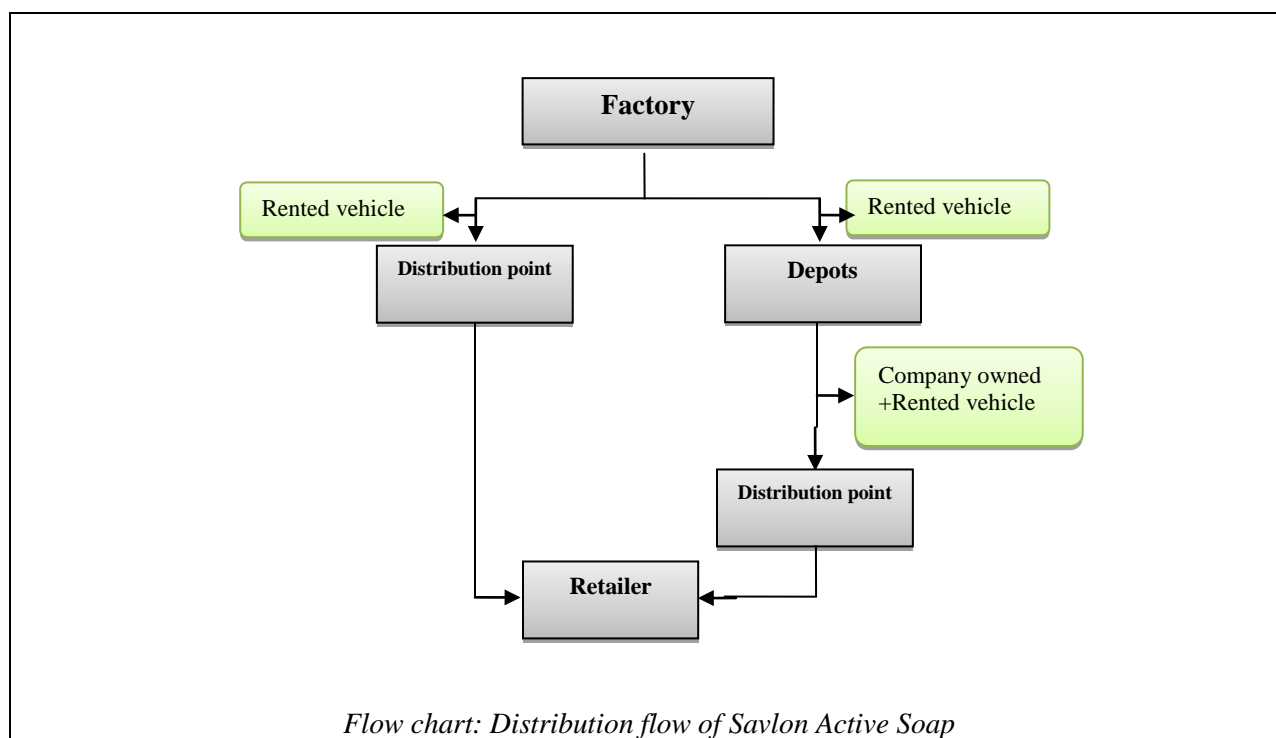 Factory
Rented vehicle
Rented vehicle
Distribution point
Depots
Company owned
+Rented vehicle
Distribution point
Retailer
Flow chart: Distribution flow of Savlon Active Soap